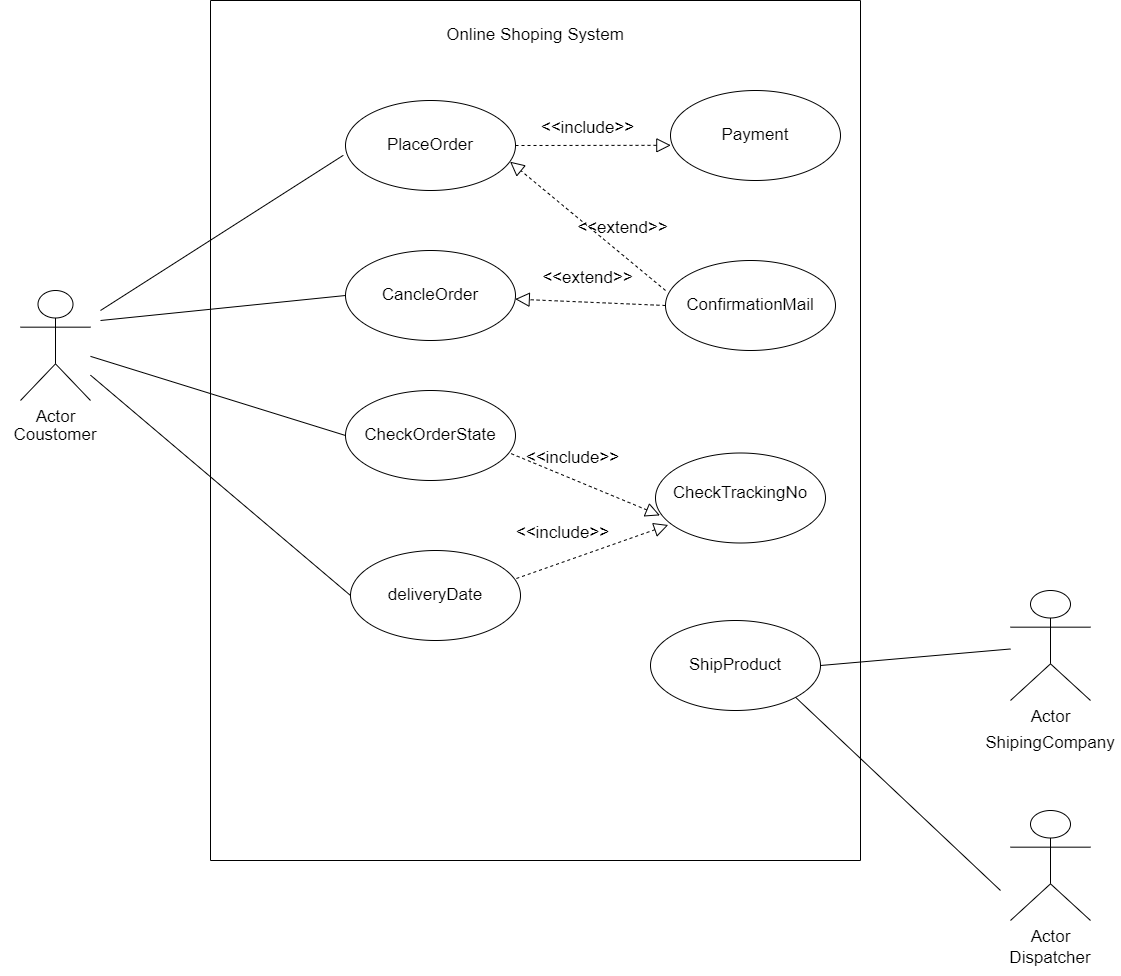 Online Shoping System
PlaceOrder
<<include>>
Payment
<<extend>>
CancleOrder
<<extend>>
ConfirmationMail
Actor
Coustomer
CheckOrderState
<<include>>
CheckTrackingNo
<<include>>
deliveryDate
ShipProduct
Actor
ShipingCompany
Actor
Dispatcher